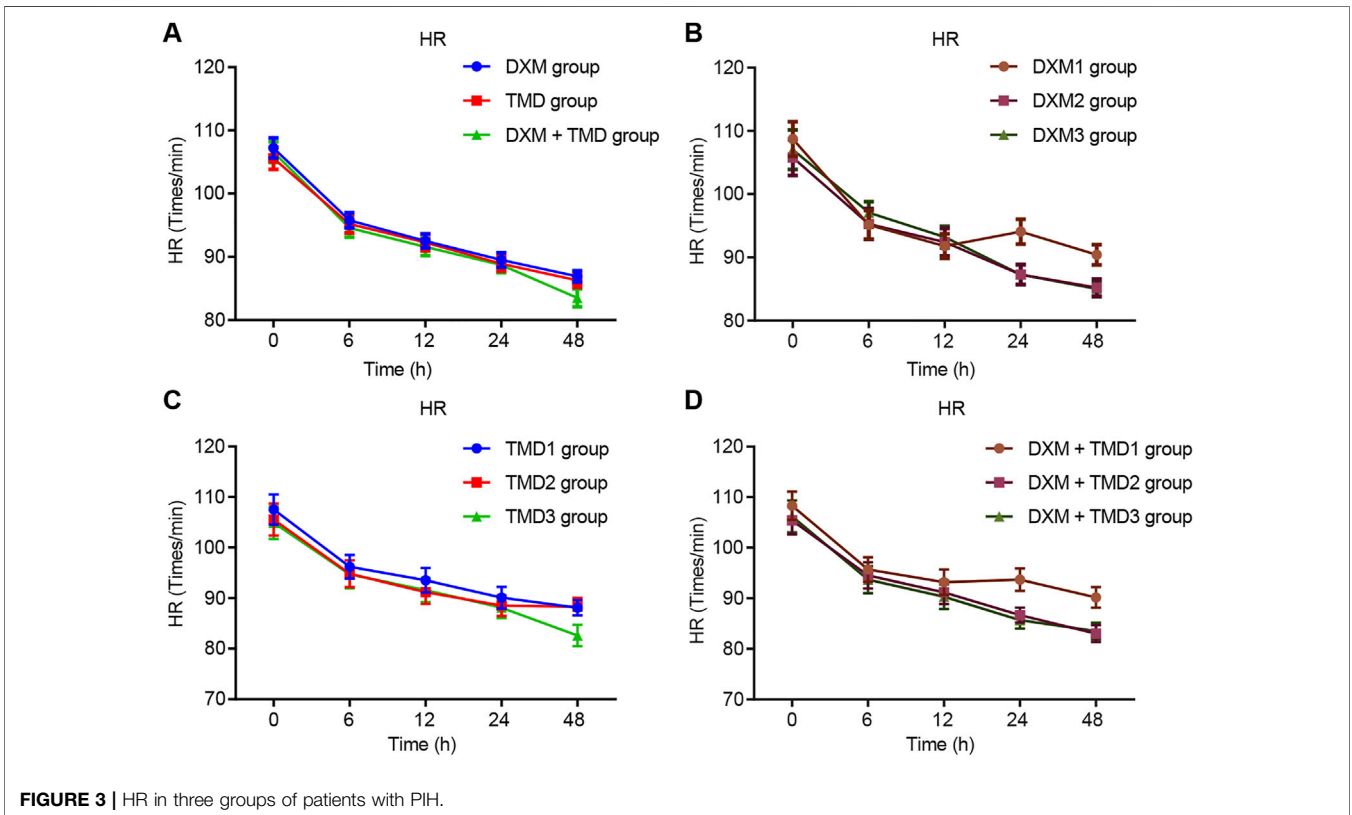 A
HR
DXM group
TMD group
DXM + TMD group
HR (Times/min)
120
110
100
90
80
0 6 12 24 48
Time (h)
B
HR
DXM1 group
DXM2 group
DXM3 group
HR (Times/min)
120
110
100
90
80
0 6 12 24 48
Time (h)
C
HR
TMD1 group
TMD2 group
TMD3 group
HR (Times/min)
120
110
100
90
80
70
0 6 12 24 48
Time (h)
D
HR
DXM + TMD1 group
DXM + TMD2 group
DXM + TMD3 group
HR (Times/min)
120
110
100
90
80
70
0 6 12 24 48
Time (h)
FIGURE 3 | HR in three groups of patients with PIH.